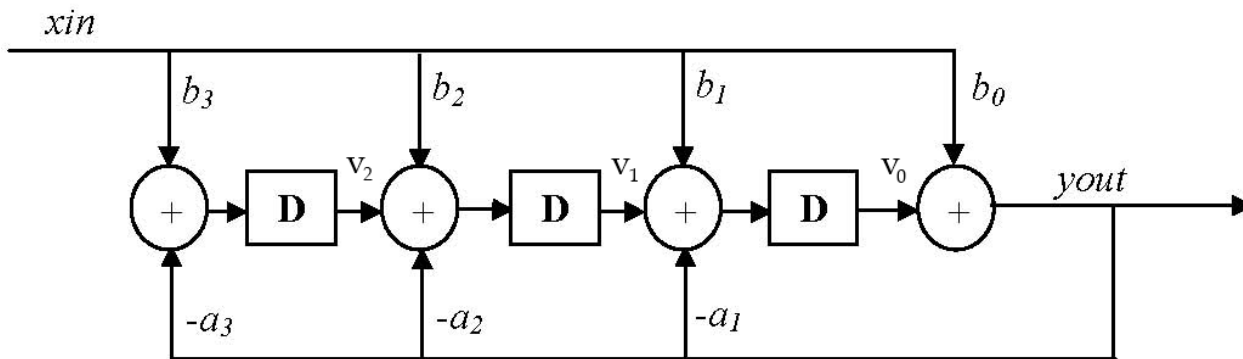 xin
b₃ b₂ b₁ b₀
v₂ v₁ v₀ yout
+ D + D + D +
-a₃ -a₂ -a₁